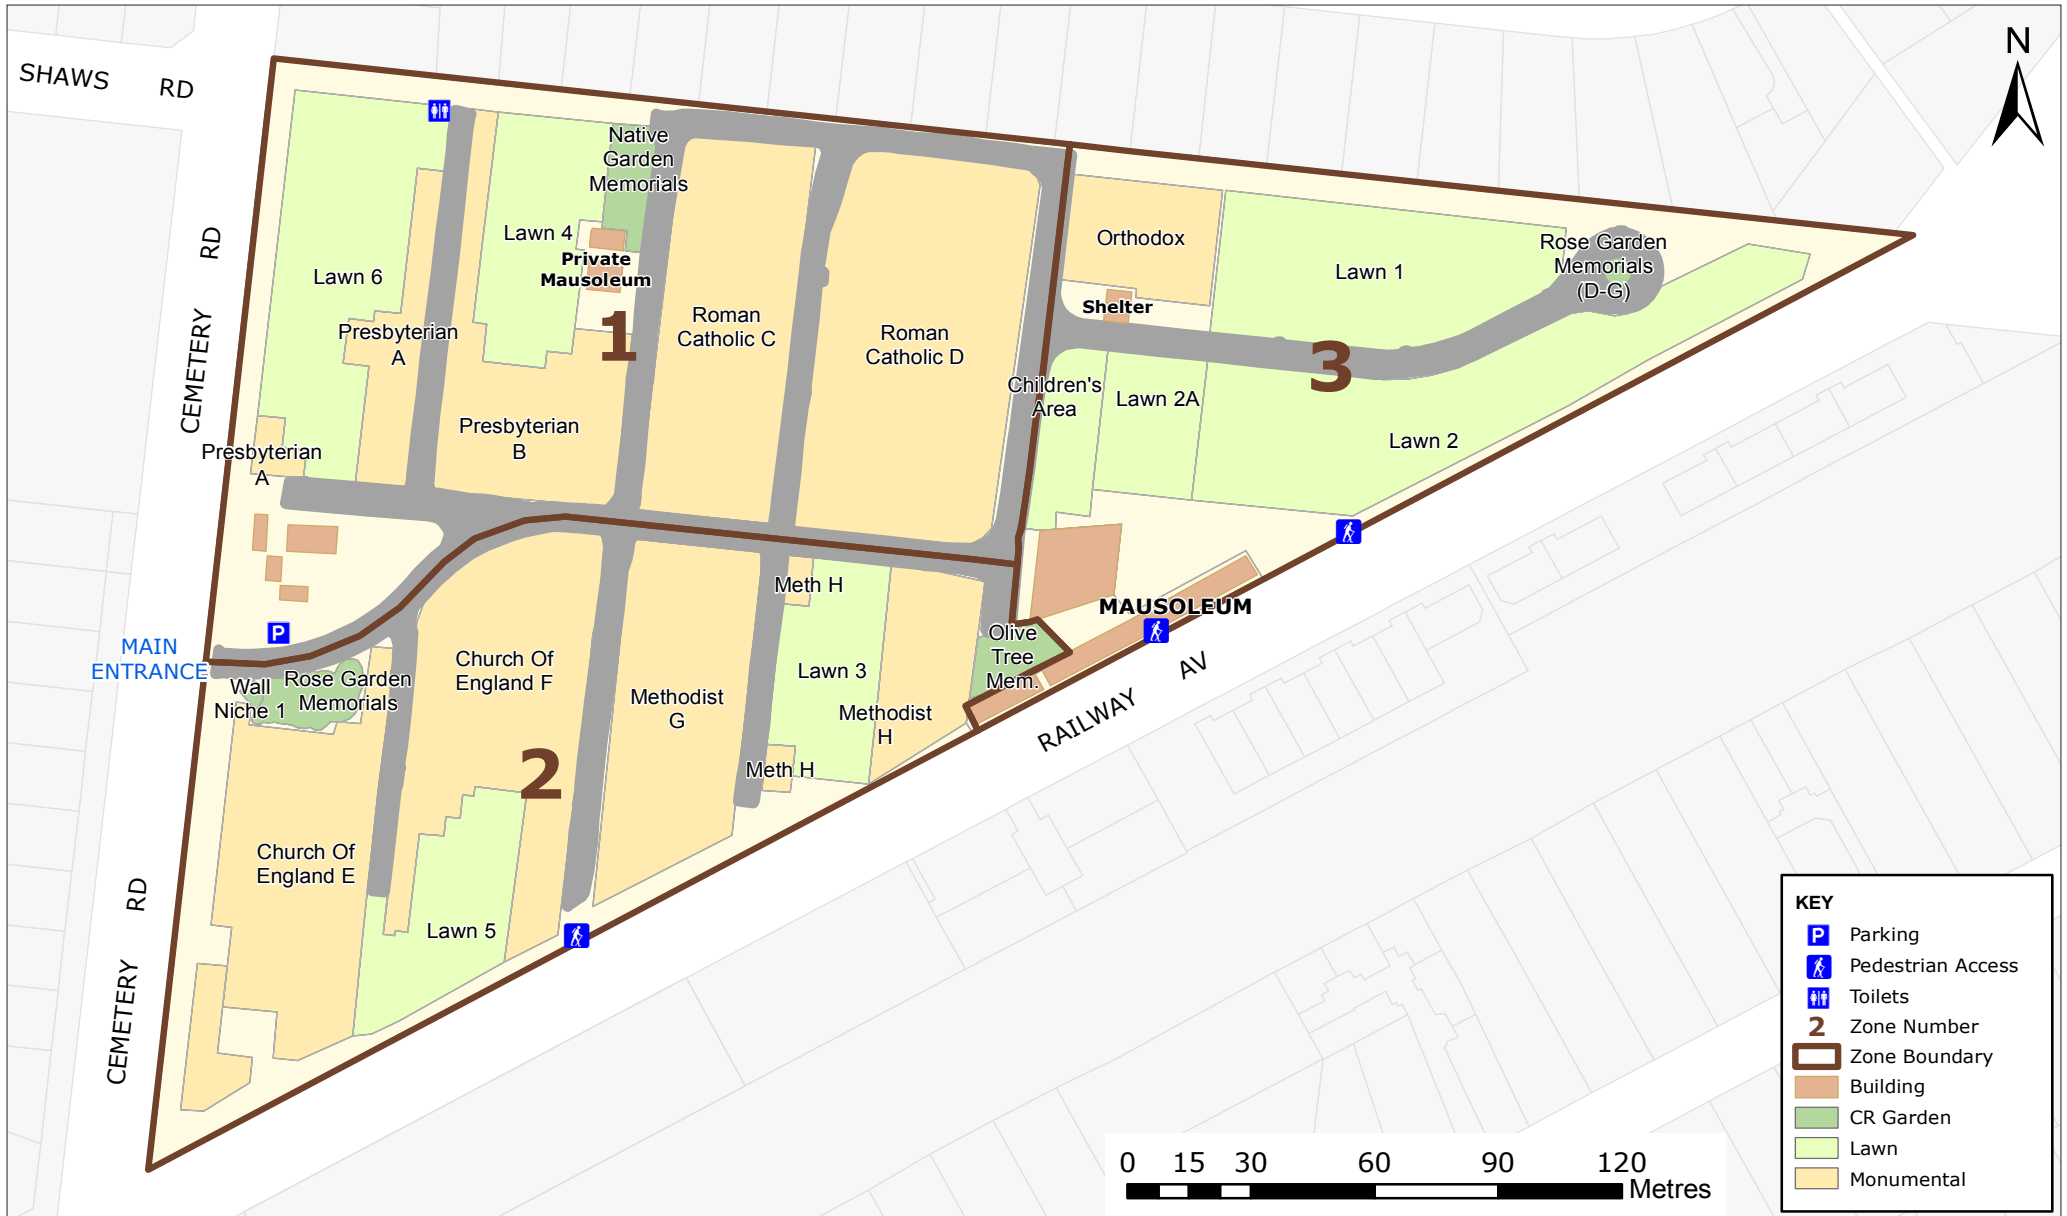 SHAWS RD
N
CEMETERY RD
CEMETERY RD
MAIN
ENTRANCE
Native
Garden
Memorials
Lawn 4
Private
Mausoleum
Lawn 6
Presbyterian
A
1
Roman
Catholic C
Roman
Catholic D
Presbyterian
B
Presbyterian
A
Orthodox
Shelter
Lawn 1
Rose Garden
Memorials
(D-G)
3
Children's
Area
Lawn 2A
Lawn 2
P
Wall
Niche 1
Rose Garden
Memorials
Church Of
England F
Methodist
G
Meth H
Lawn 3
Methodist
H
Meth H
Olive
Tree
Mem.
MAUSOLEUM
RAILWAY AV
2
Church Of
England E
Lawn 5
KEY
P Parking
Pedestrian Access
Toilets
2 Zone Number
Zone Boundary
Building
CR Garden
Lawn
Monumental
0 15 30 60 90 120
Metres